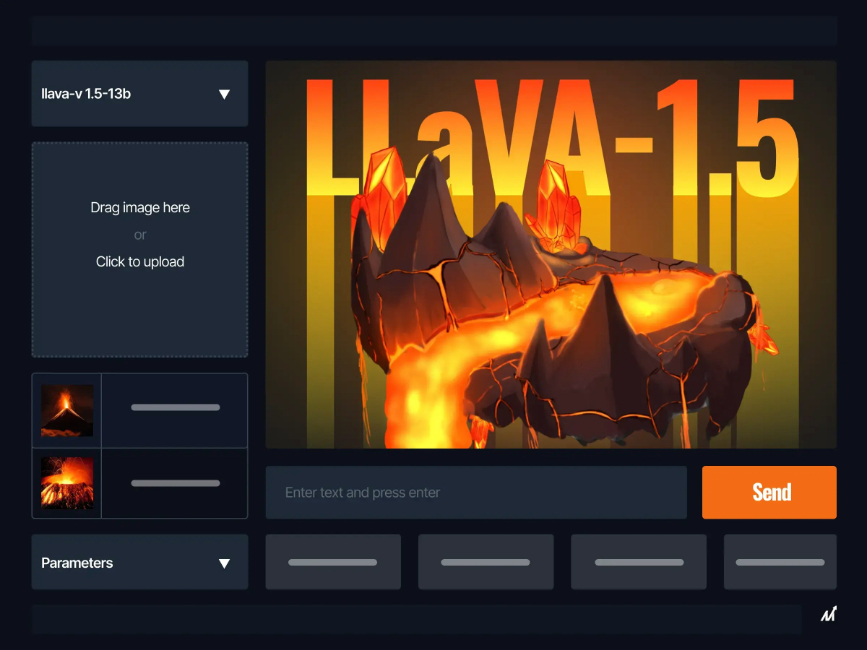 llava-v 1.5-13b
Drag image here
or
Click to upload
Parameters
LLaVA-1.5
Enter text and press enter
Send